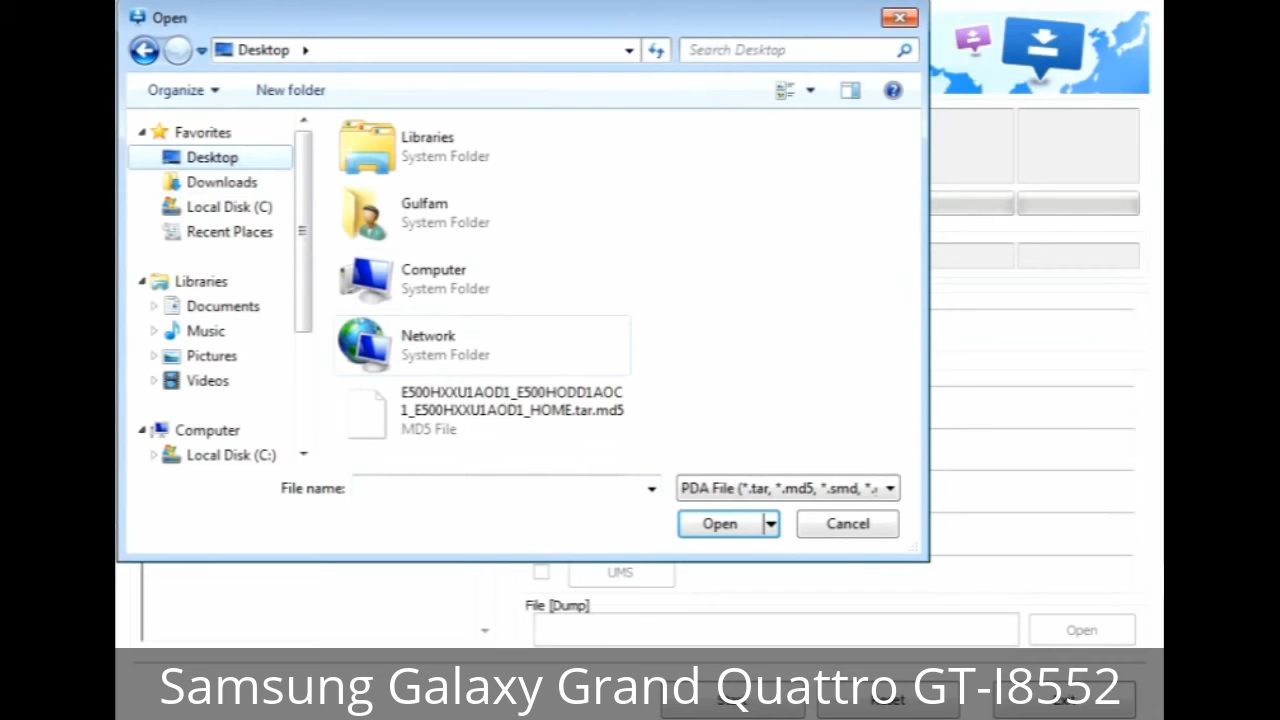 Open
Desktop
Search Desktop
Organize
New folder
Favorites
Desktop
Downloads
Local Disk (C)
Recent Places
Libraries
Documents
Music
Pictures
Videos
Computer
Local Disk (C:)
Libraries
System Folder
Gulfam
System Folder
Computer
System Folder
Network
System Folder
E500HXXU1AOD1_E500HODD1AOC
1_E500HXXU1AOD1_HOME.tar.md5
MD5 File
File name:
PDA File (*.tar, *.md5, *.smd, *.
Open
Cancel
UMS
File [Dump]
Open
Samsung Galaxy Grand Quattro GT-I8552